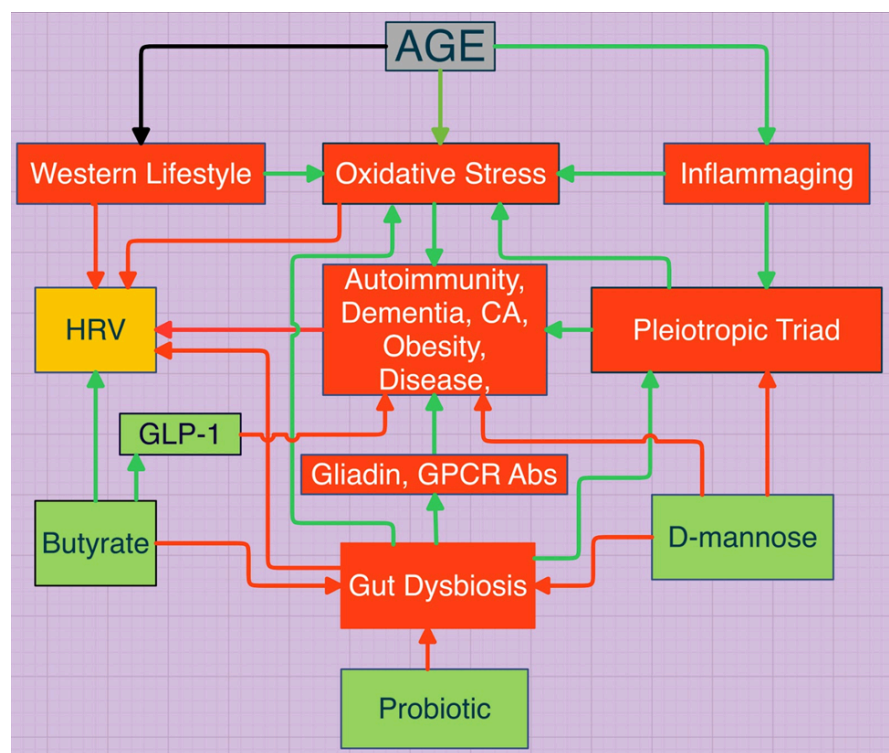 AGE
Western Lifestyle
Oxidative Stress
Inflammaging
HRV
Autoimmunity,
Dementia, CA,
Obesity,
Disease,
Pleiotropic Triad
GLP-1
Gliadin, GPCR Abs
Butyrate
D-mannose
Gut Dysbiosis
Probiotic